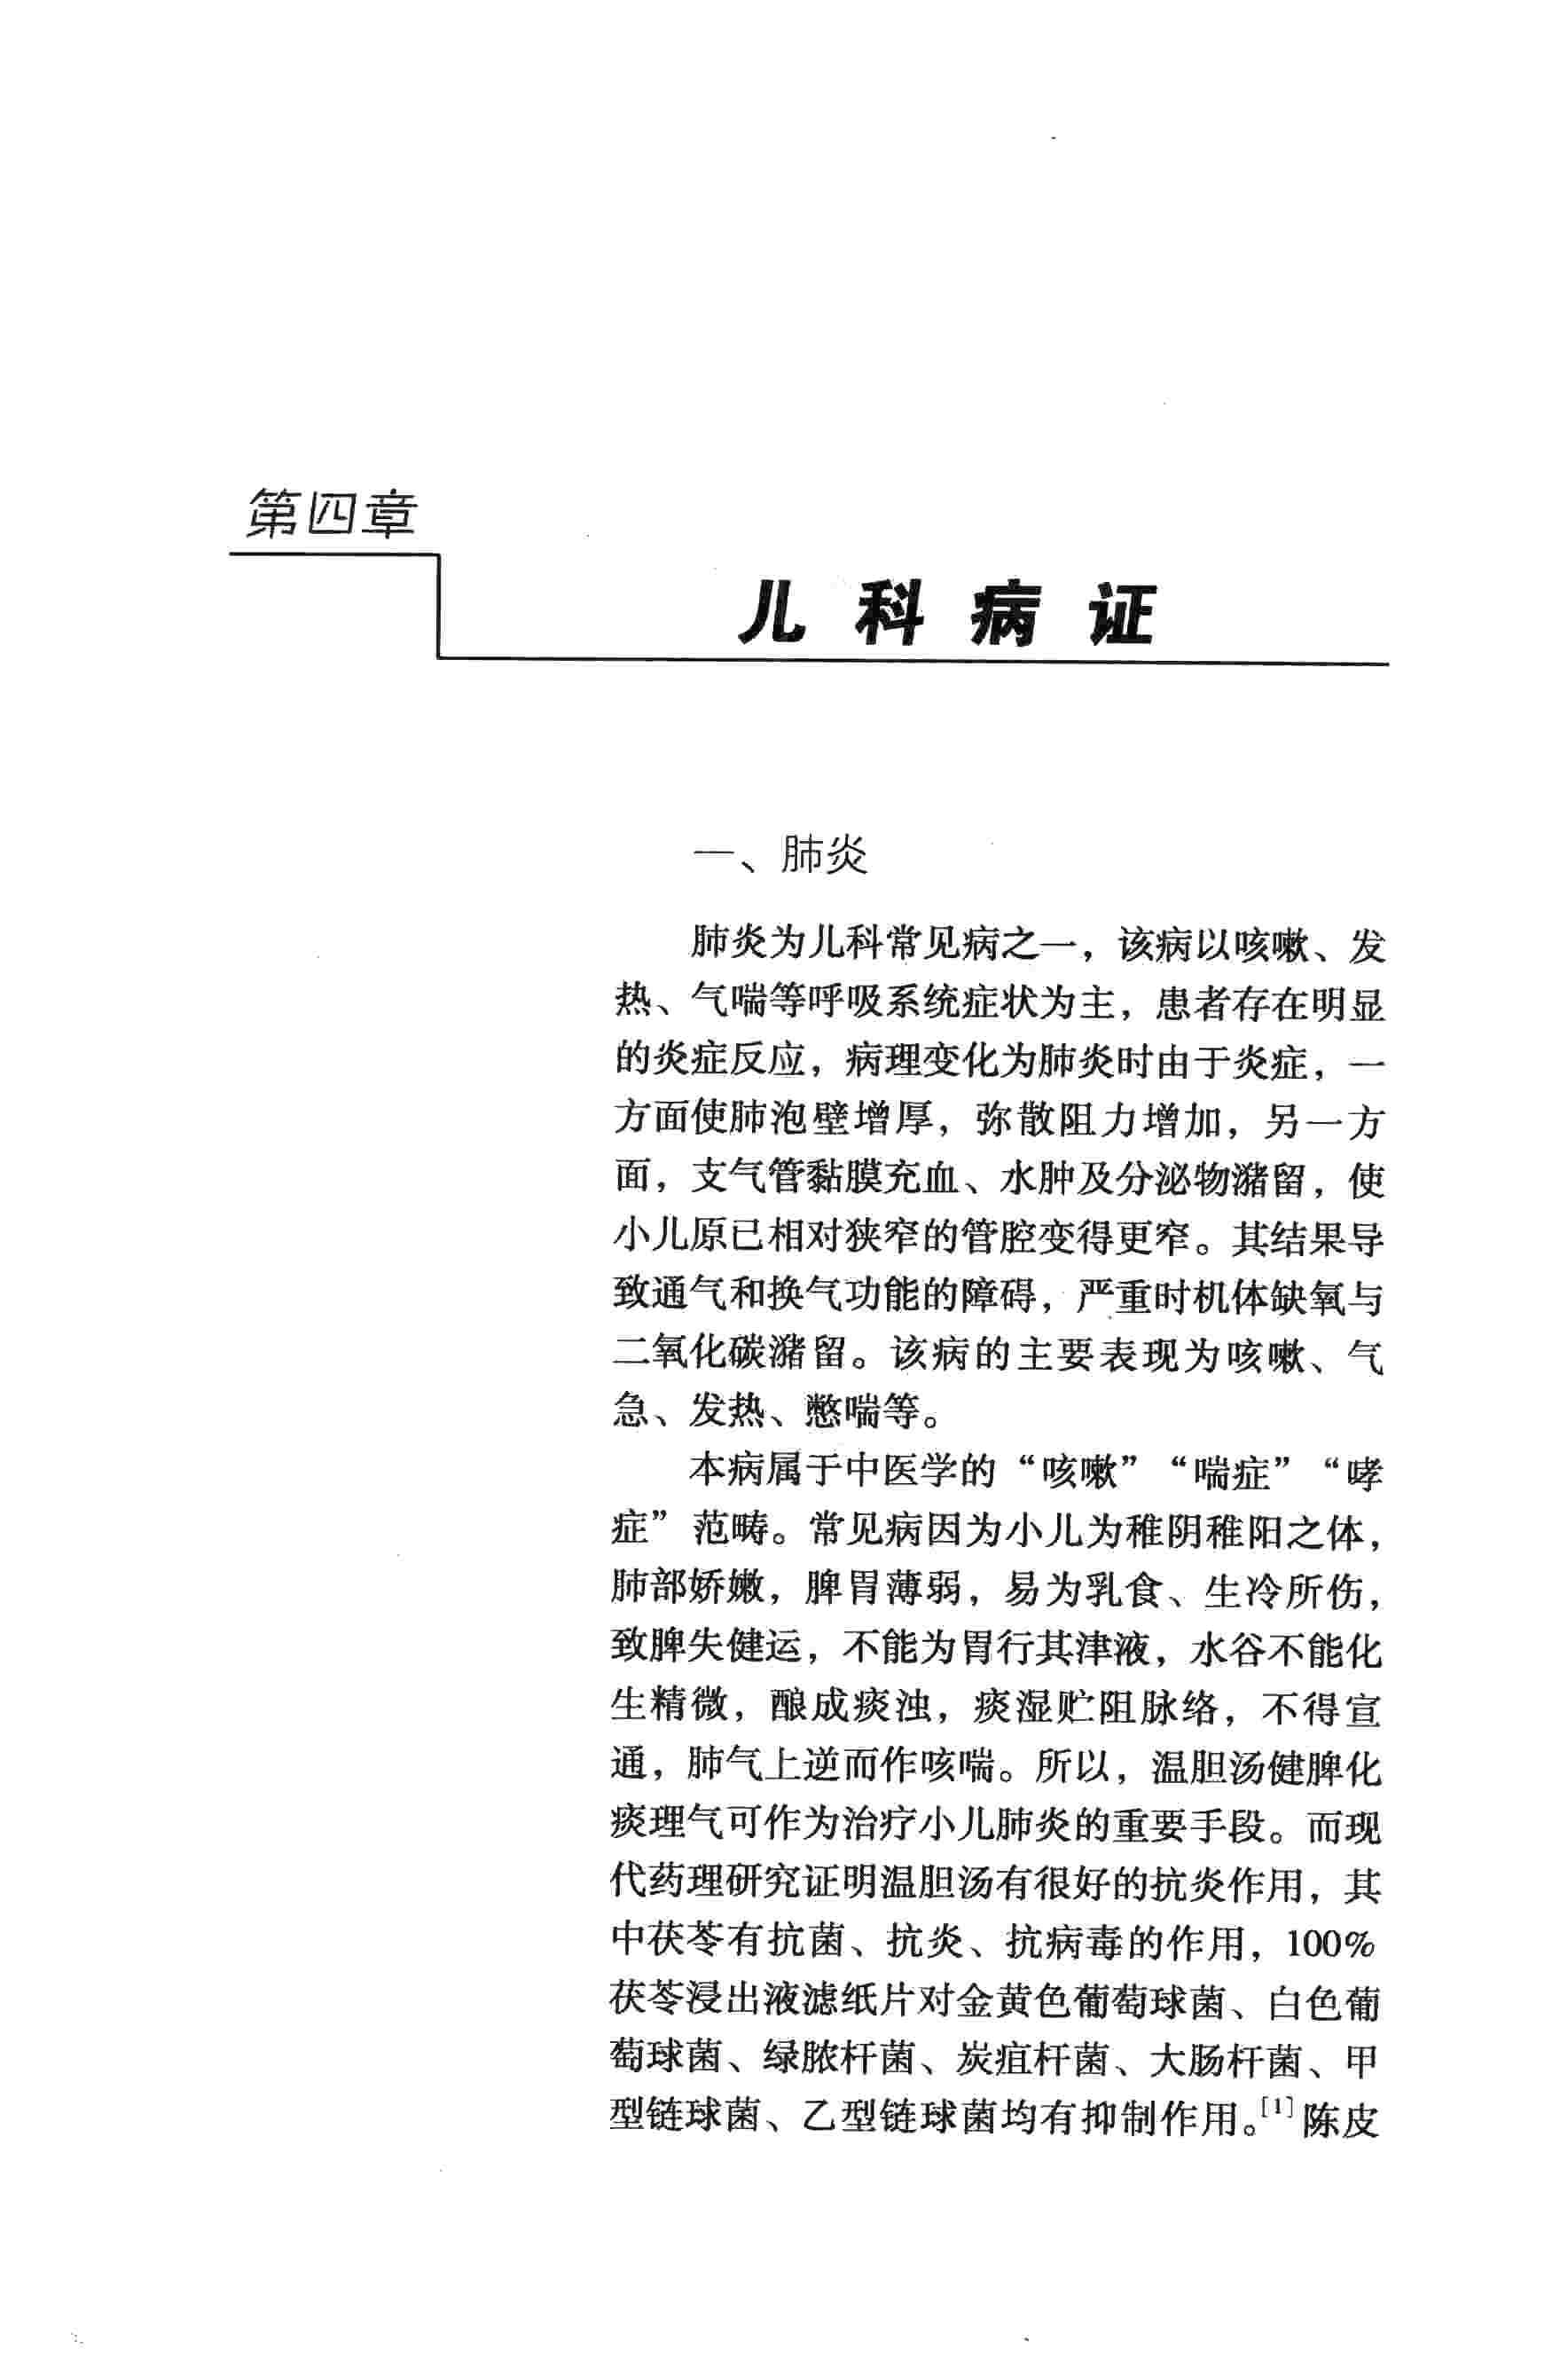 第四章
儿科病证
一、肺炎
肺炎为儿科常见病之一，该病以咳嗽、发
热、气喘等呼吸系统症状为主，患者存在明显
的炎症反应，病理变化为肺炎时由于炎症，一
方面使肺泡壁增厚，弥散阻力增加，另一方
面，支气管黏膜充血、水肿及分泌物潴留，使
小儿原已相对狭窄的管腔变得更窄。其结果导
致通气和换气功能的障碍，严重时机体缺氧与
二氧化碳潴留。该病的主要表现为咳嗽、气
急、发热、憋喘等。
本病属于中医学的“咳嗽”“喘症”“哮
症”范畴。常见病因为小儿为稚阴稚阳之体，
肺部娇嫩，脾胃薄弱，易为乳食、生冷所伤，
致脾失健运，不能为胃行其津液，水谷不能化
生精微，酿成痰浊，痰湿贮阻脉络，不得宣
通，肺气上逆而作咳喘。所以，温胆汤健脾化
痰理气可作为治疗小儿肺炎的重要手段。而现
代药理研究证明温胆汤有很好的抗炎作用，其
中茯苓有抗菌、抗炎、抗病毒的作用，100%
茯苓浸出液滤纸片对金黄色葡萄球菌、白色葡
萄球菌、绿脓杆菌、炭疽杆菌、大肠杆菌、甲
型链球菌、乙型链球菌均有抑制作用。[1]陈皮